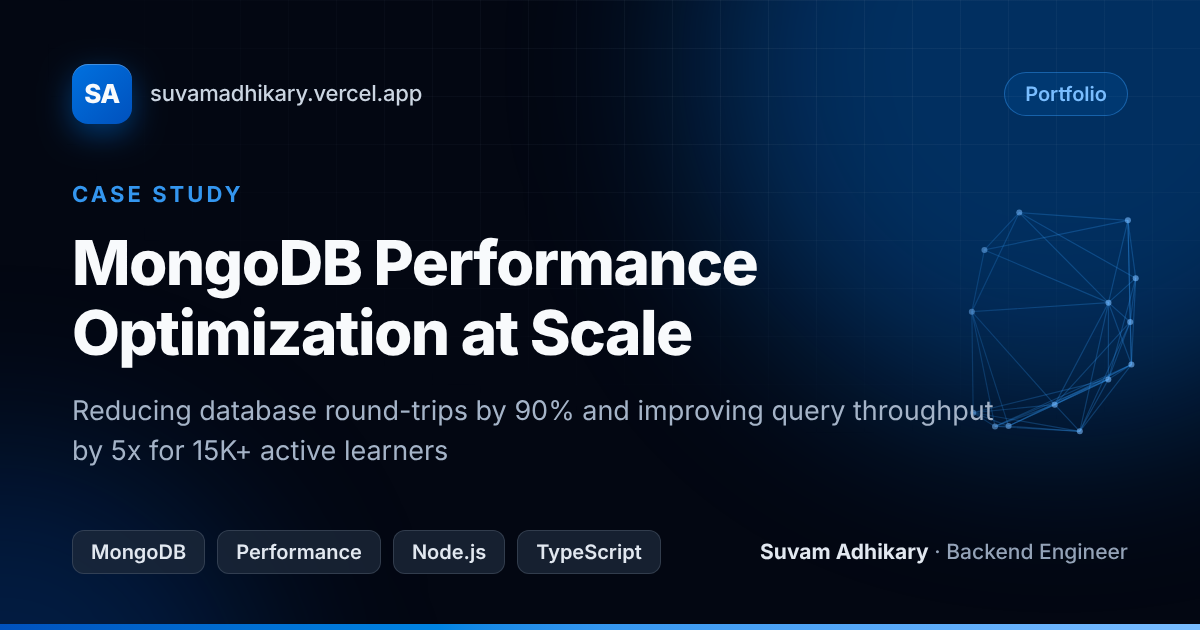 SA
suvamadhikary.vercel.app
Portfolio
CASE STUDY
MongoDB Performance
Optimization at Scale
Reducing database round-trips by 90% and improving query throughput
by 5x for 15K+ active learners
MongoDB
Performance
Node.js
TypeScript
Suvam Adhikary · Backend Engineer